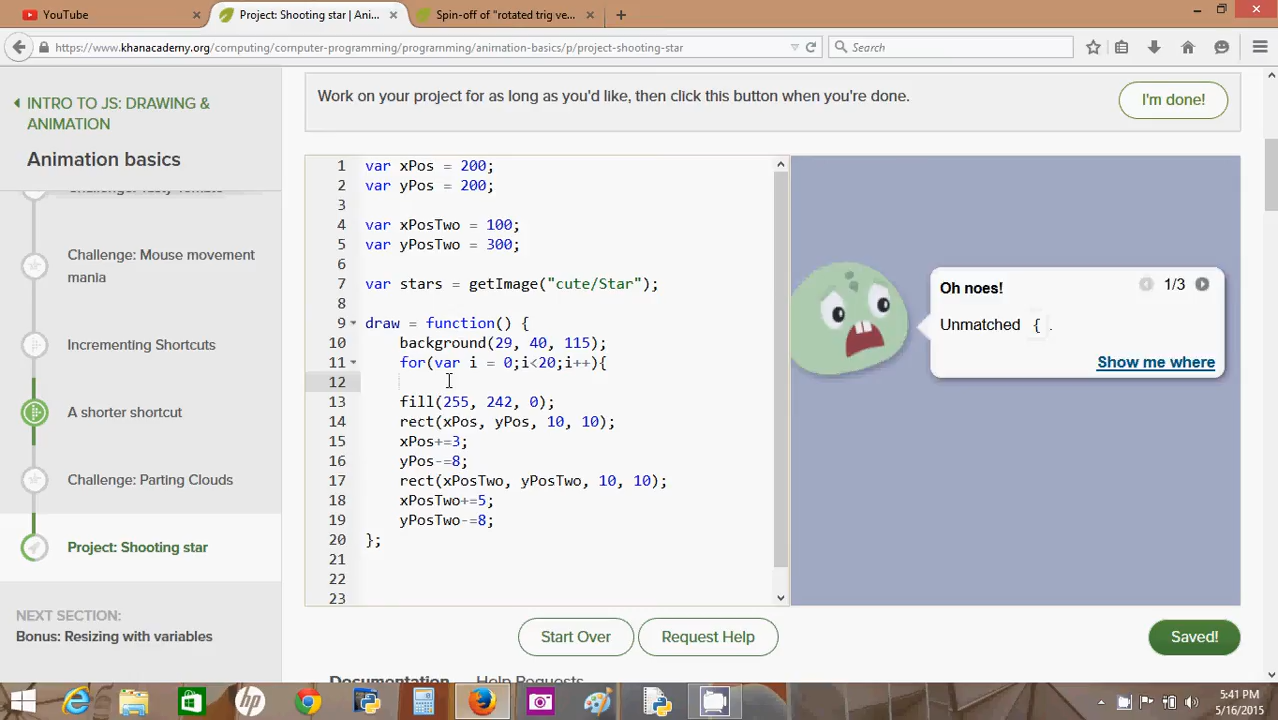 YouTube
Project: Shooting star | Ani...
Spin-off of "rotated trig ve...
https://www.khanacademy.org/computing/computer-programming/programming/animation-basics/p/project-shooting-star
Search
INTRO TO JS: DRAWING &
ANIMATION
Animation basics
Challenge: Mouse movement
mania
Incrementing Shortcuts
A shorter shortcut
Challenge: Parting Clouds
Project: Shooting star
NEXT SECTION:
Bonus: Resizing with variables
Work on your project for as long as you'd like, then click this button when you're done.
I'm done!
1 var xPos = 200;
2 var yPos = 200;
3
4 var xPosTwo = 100;
5 var yPosTwo = 300;
6
7 var stars = getImage("cute/Star");
8
9 draw = function() {
10 background(29, 40, 115);
11 for(var i = 0;i<20;i++){
12
13 fill(255, 242, 0);
14 rect(xPos, yPos, 10, 10);
15 xPos+=3;
16 yPos-=8;
17 rect(xPosTwo, yPosTwo, 10, 10);
18 xPosTwo+=5;
19 yPosTwo-=8;
20 };
21
22
23
Oh noes!
1/3
Unmatched { .
Show me where
Start Over
Request Help
Saved!
Documentation
Help Requests
hp
5:41 PM
5/16/2015